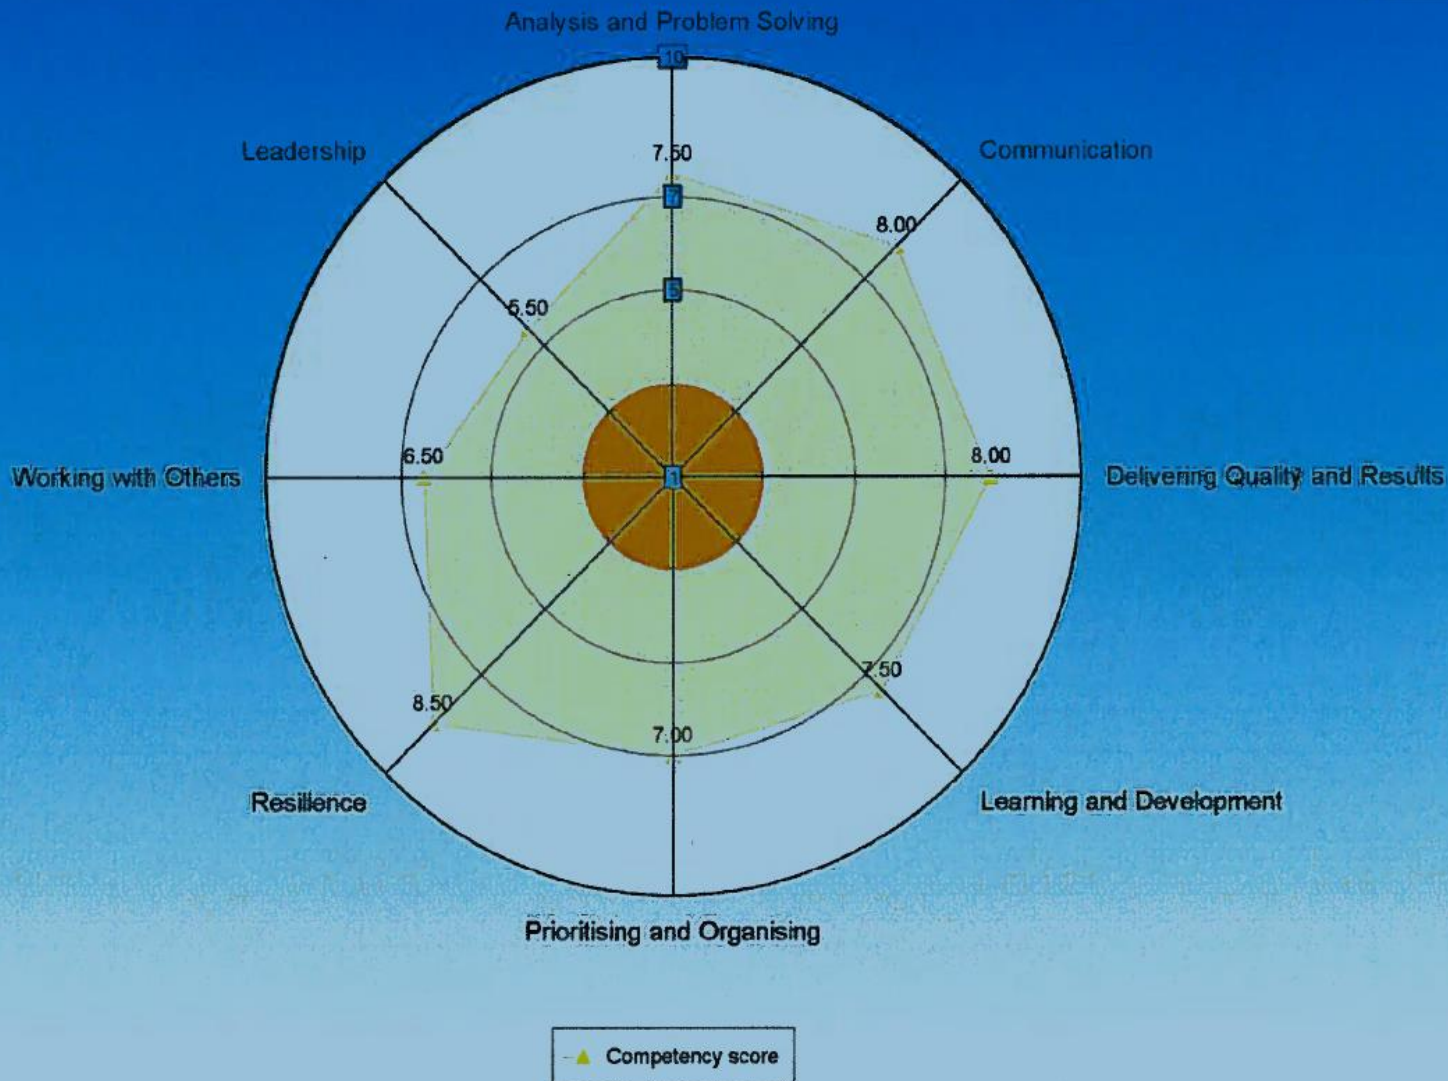 Analysis and Problem Solving
10
Leadership
Communication
7.50
7
8.00
5
5.50
6.50
1
8.00
Working with Others
Delivering Quality and Results
7.50
8.50
7.00
Resilience
Learning and Development
Prioritising and Organising
Competency score